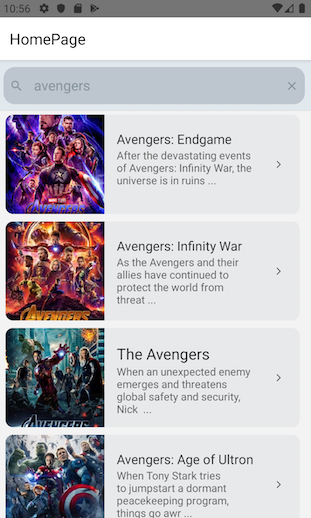 10:56
HomePage
avengers
Avengers: Endgame
After the devastating events
of Avengers: Infinity War, the
universe is in ruins ...
Avengers: Infinity War
As the Avengers and their
allies have continued to
protect the world from
threat ...
AVENGERS
The Avengers
When an unexpected enemy
emerges and threatens
global safety and security,
Nick ...
AVENGERS
Avengers: Age of Ultron
When Tony Stark tries
to jumpstart a dormant
peacekeeping program,
things go awr ...